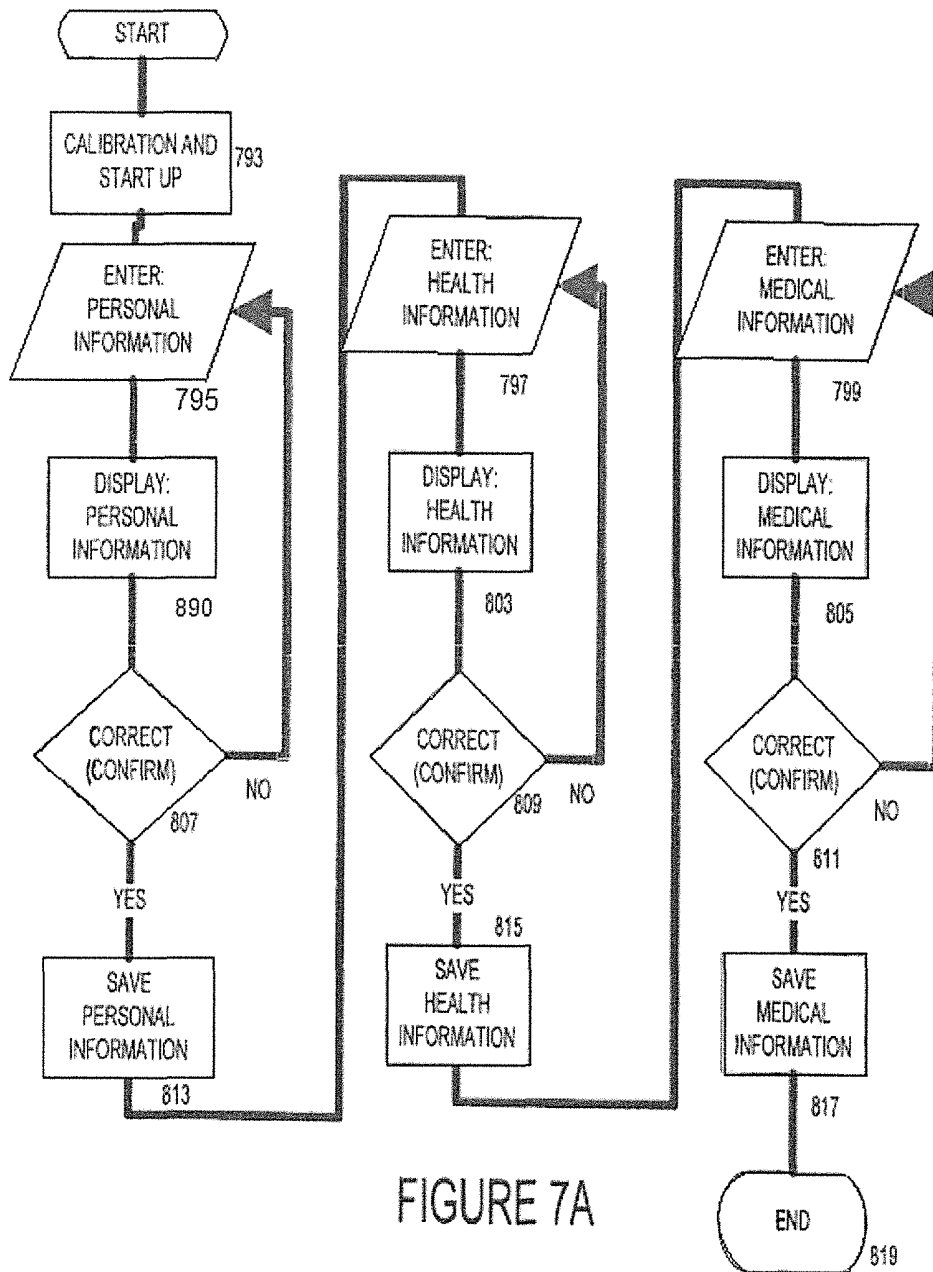 START
CALIBRATION AND
START UP
793
ENTER:
PERSONAL
INFORMATION
795
DISPLAY:
PERSONAL
INFORMATION
890
CORRECT
(CONFIRM)
NO
807
YES
SAVE
PERSONAL
INFORMATION
813
ENTER:
HEALTH
INFORMATION
797
DISPLAY:
HEALTH
INFORMATION
803
CORRECT
(CONFIRM)
809
NO
YES
815
SAVE
HEALTH
INFORMATION
ENTER:
MEDICAL
INFORMATION
799
DISPLAY:
MEDICAL
INFORMATION
805
CORRECT
(CONFIRM)
NO
811
YES
SAVE
MEDICAL
INFORMATION
817
END
819
FIGURE 7A